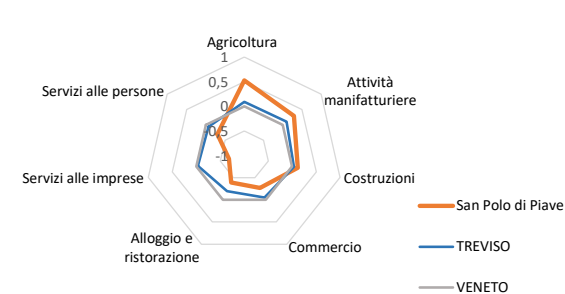 Agricoltura
1
0,5
0
-0,5
-1
Attività
manifatturiere
Costruzioni
Commercio
Alloggio e
ristorazione
Servizi alle imprese
Servizi alle persone
San Polo di Piave
TREVISO
VENETO